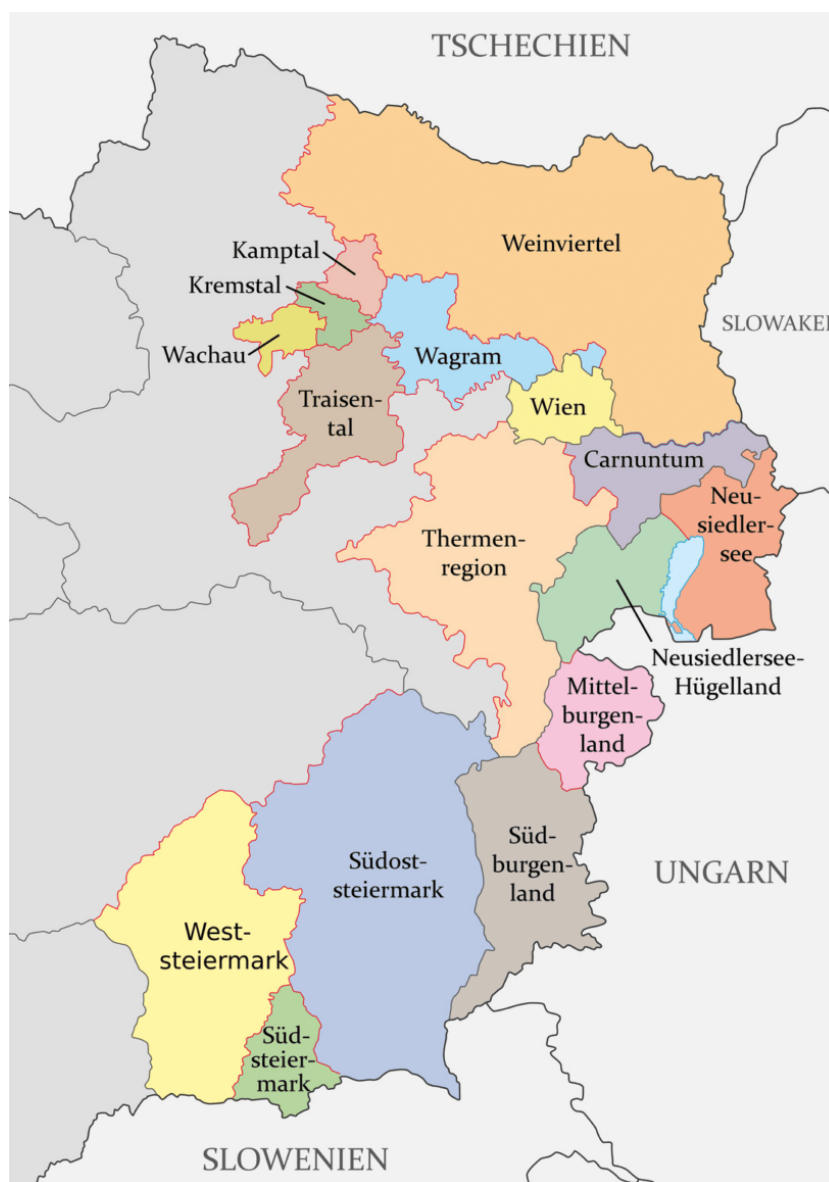 TSCHECHIEN
Weinviertel
Kamptal
Kremstal
SLOWAKEI
Wachau
Wagram
Traisen-
tal
Wien
Carnuntum
Neu-
siedler-
see
Thermen-
region
Neusiedlersee-
Hügelland
Mittel-
burgen-
land
Südost-
steiermark
Süd-
burgen-
land
UNGARN
West-
steiermark
Süd-
steier-
mark
SLOWENIEN